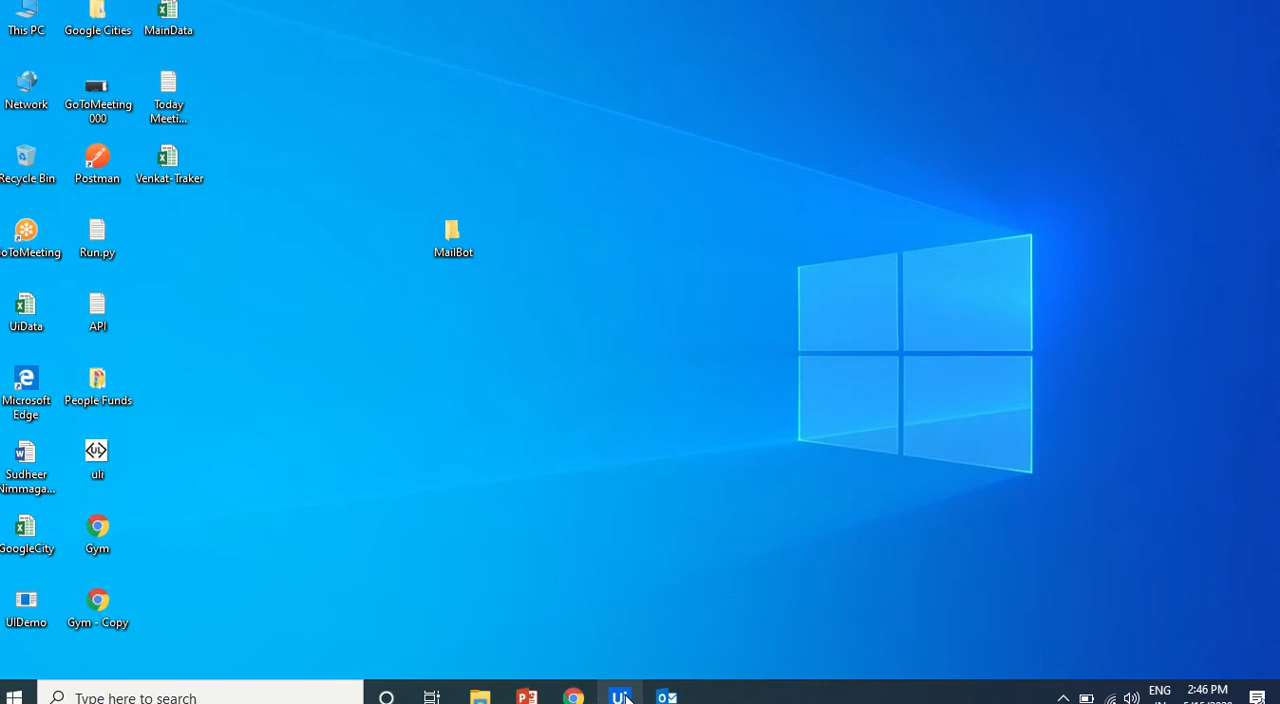 This PC
Google Cities
MainData
Network
GoToMeeting
000
Today
Meeti...
Recycle Bin
Postman
Venkat-Traker
oToMeeting
Run.py
MailBot
UiData
API
Microsoft
Edge
People Funds
Sudheer
Nimmaga...
uli
GoogleCity
Gym
UIDemo
Gym - Copy
Type here to search
Ui
ENG
IN
2:46 PM